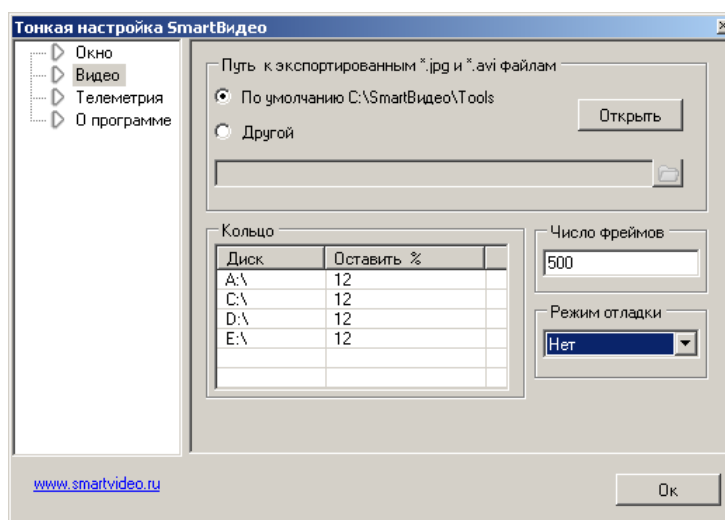 Тонкая настройка SmartВидео
Окно
Видео
Телеметрия
О программе
Путь к экспортированным *.jpg и *.avi файлам
По умолчанию C:\SmartВидео\Tools
Открыть
Другой
Кольцо
Диск Оставить %
A:\ 12
C:\ 12
D:\ 12
E:\ 12
Число фреймов
500
Режим отладки
Нет
www.smartvideo.ru
Ок